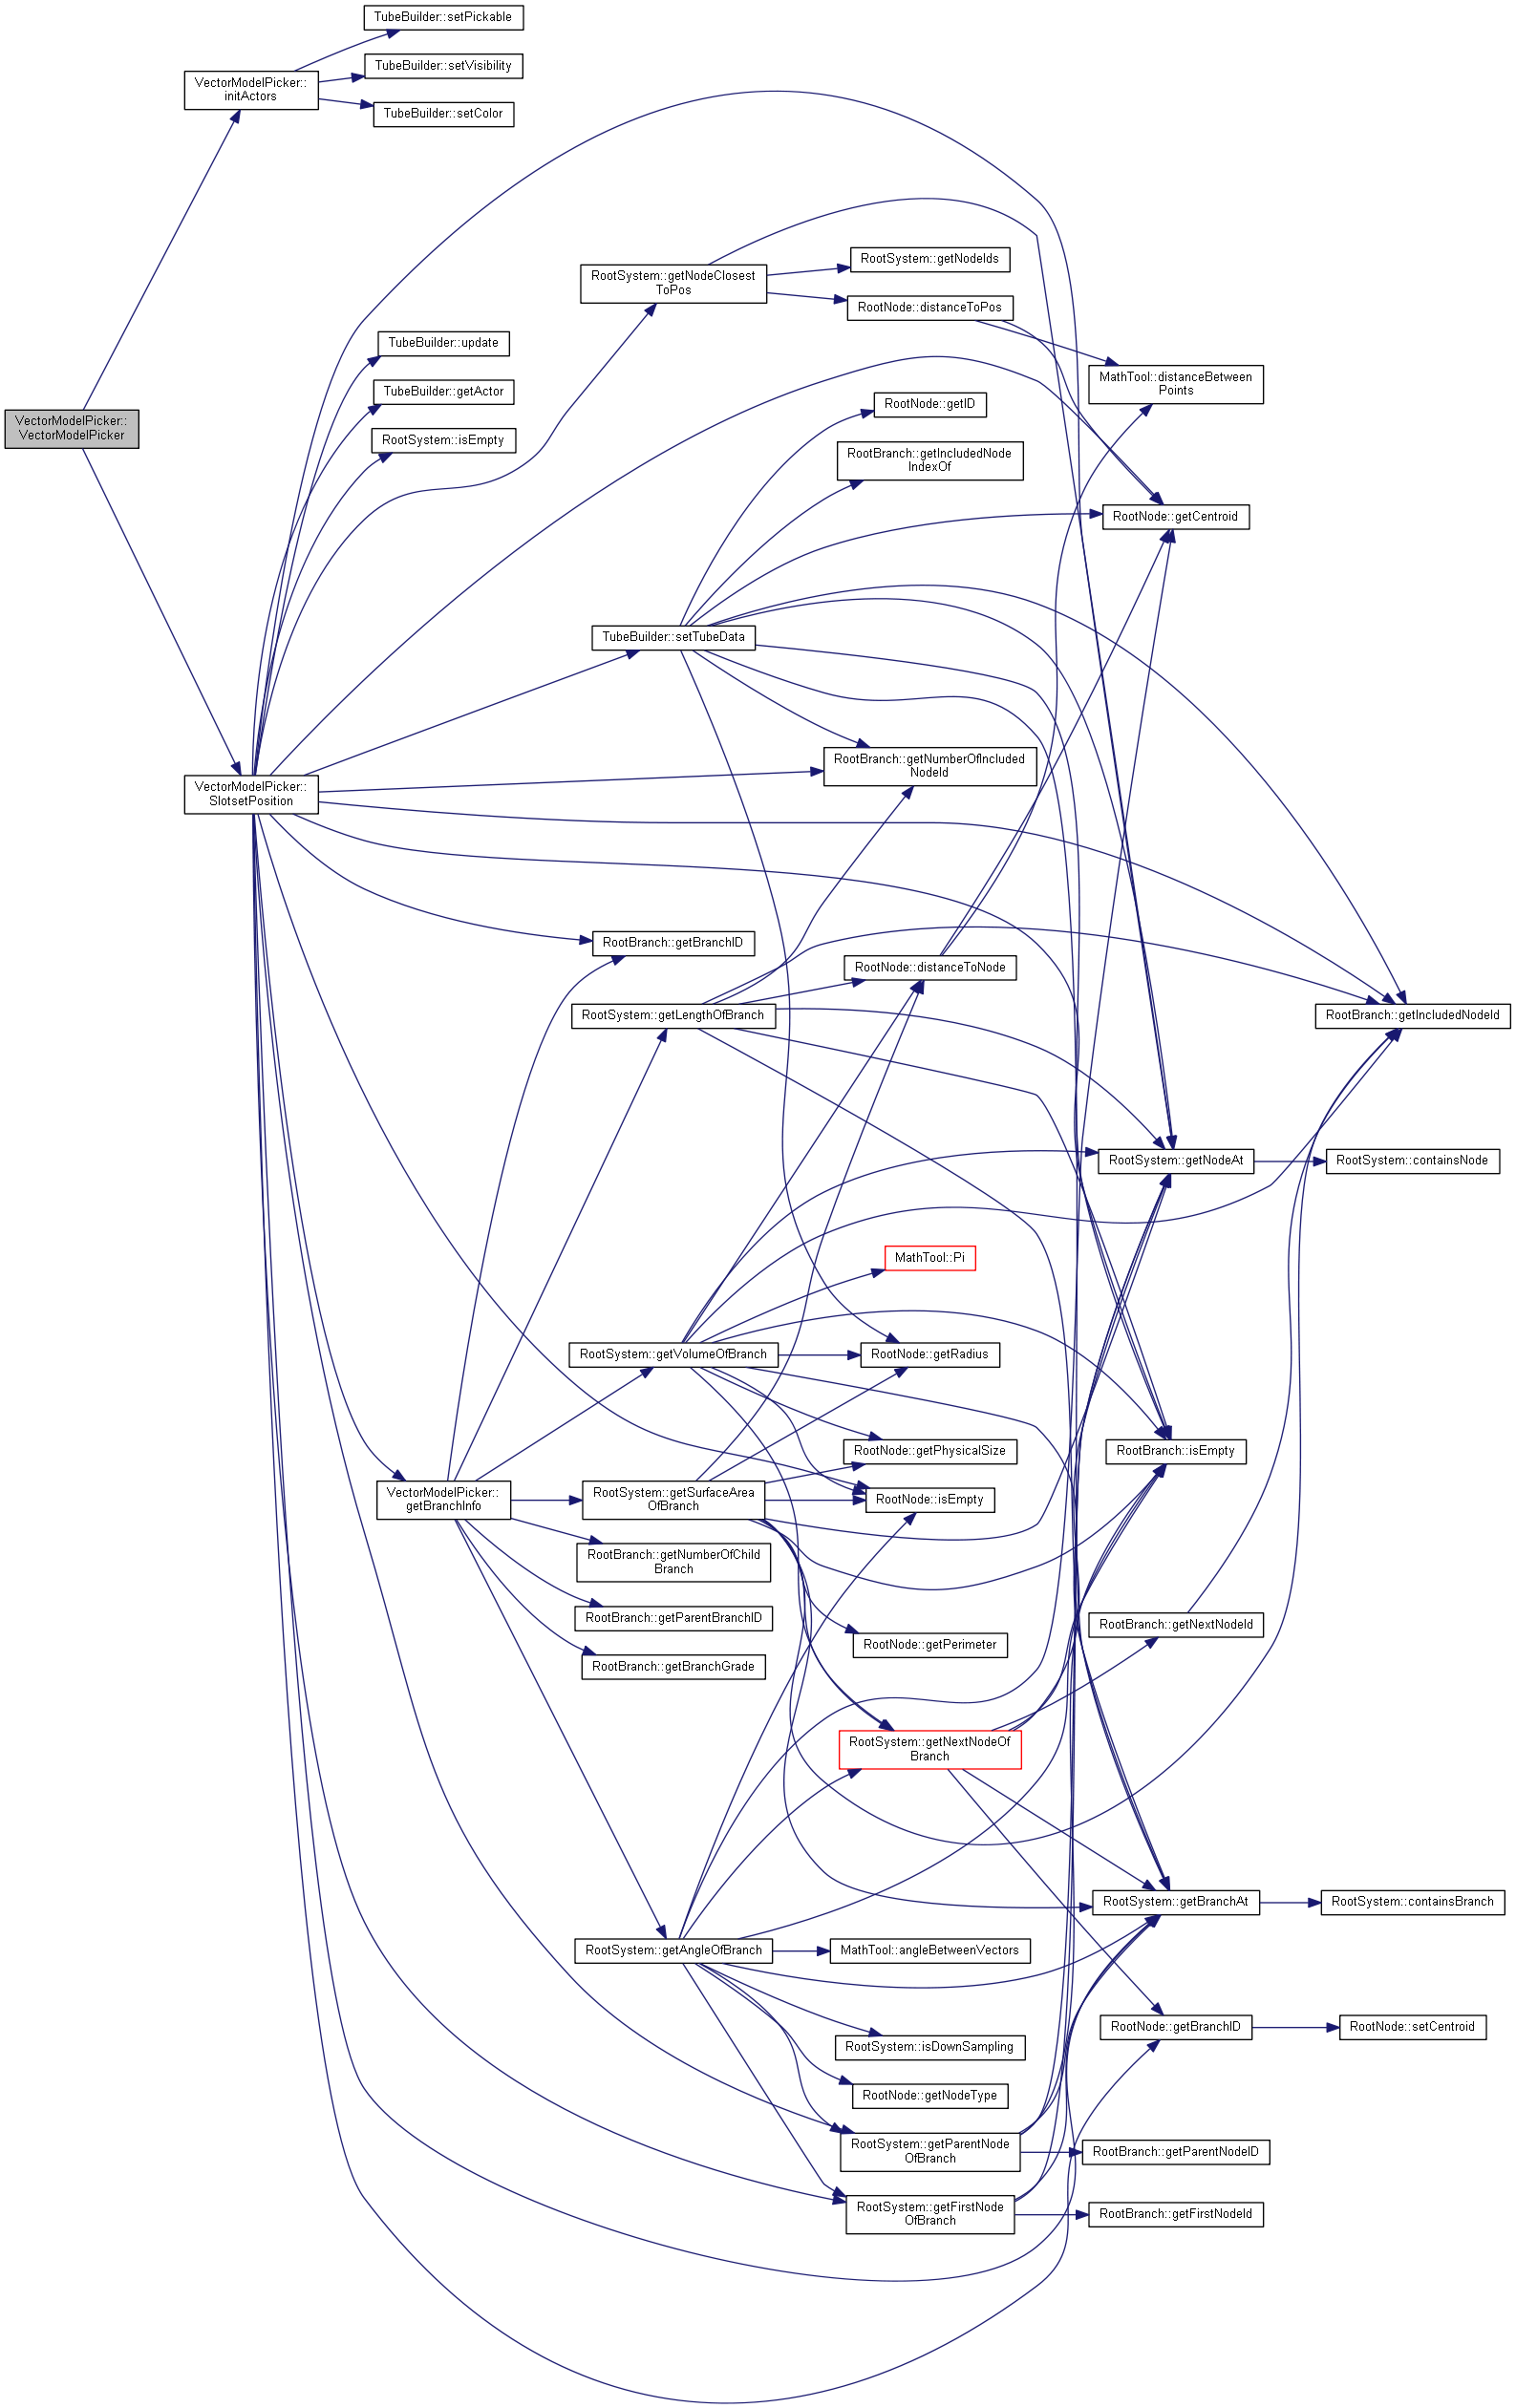 TubeBuilder::setPickable
TubeBuilder::setVisibility
VectorModelPicker::
initActors
TubeBuilder::setColor
RootSystem::getNodeIds
RootSystem::getNodeClosest
ToPos
RootNode::distanceToPos
TubeBuilder::update
MathTool::distanceBetween
Points
TubeBuilder::getActor
RootNode::getID
VectorModelPicker::
VectorModelPicker
RootSystem::isEmpty
RootBranch::getIncludedNode
IndexOf
RootNode::getCentroid
TubeBuilder::setTubeData
RootBranch::getNumberOfIncluded
NodeId
VectorModelPicker::
SlotsetPosition
RootBranch::getBranchID
RootNode::distanceToNode
RootSystem::getLengthOfBranch
RootBranch::getIncludedNodeId
RootSystem::getNodeAt
RootSystem::containsNode
MathTool::Pi
RootSystem::getVolumeOfBranch
RootNode::getRadius
RootNode::getPhysicalSize
RootBranch::isEmpty
VectorModelPicker::
getBranchInfo
RootSystem::getSurfaceArea
OfBranch
RootNode::isEmpty
RootBranch::getNumberOfChild
Branch
RootBranch::getParentBranchID
RootBranch::getNextNodeId
RootNode::getPerimeter
RootBranch::getBranchGrade
RootSystem::getNextNodeOf
Branch
RootSystem::getBranchAt
RootSystem::containsBranch
RootSystem::getAngleOfBranch
MathTool::angleBetweenVectors
RootNode::getBranchID
RootNode::setCentroid
RootSystem::isDownSampling
RootNode::getNodeType
RootSystem::getParentNode
OfBranch
RootBranch::getParentNodeID
RootSystem::getFirstNode
OfBranch
RootBranch::getFirstNodeId